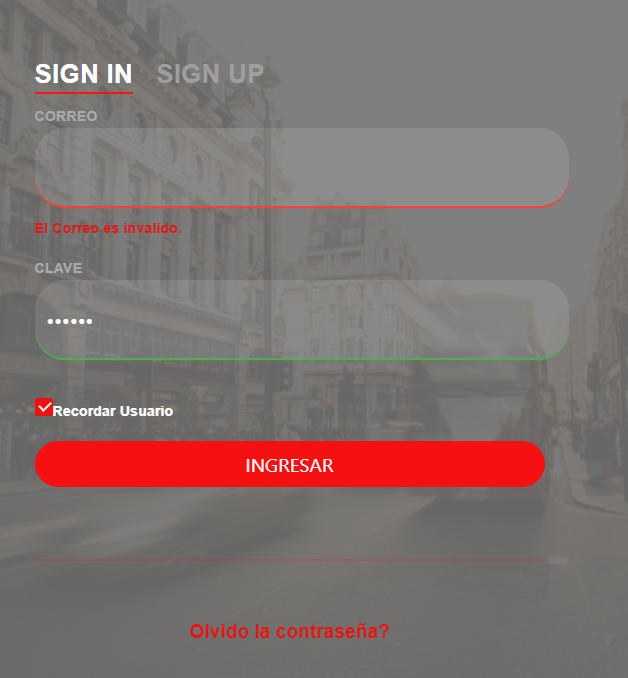 SIGN IN SIGN UP
CORREO
El Correo es invalido.
CLAVE
••••••
Recordar Usuario
INGRESAR
Olvido la contraseña?